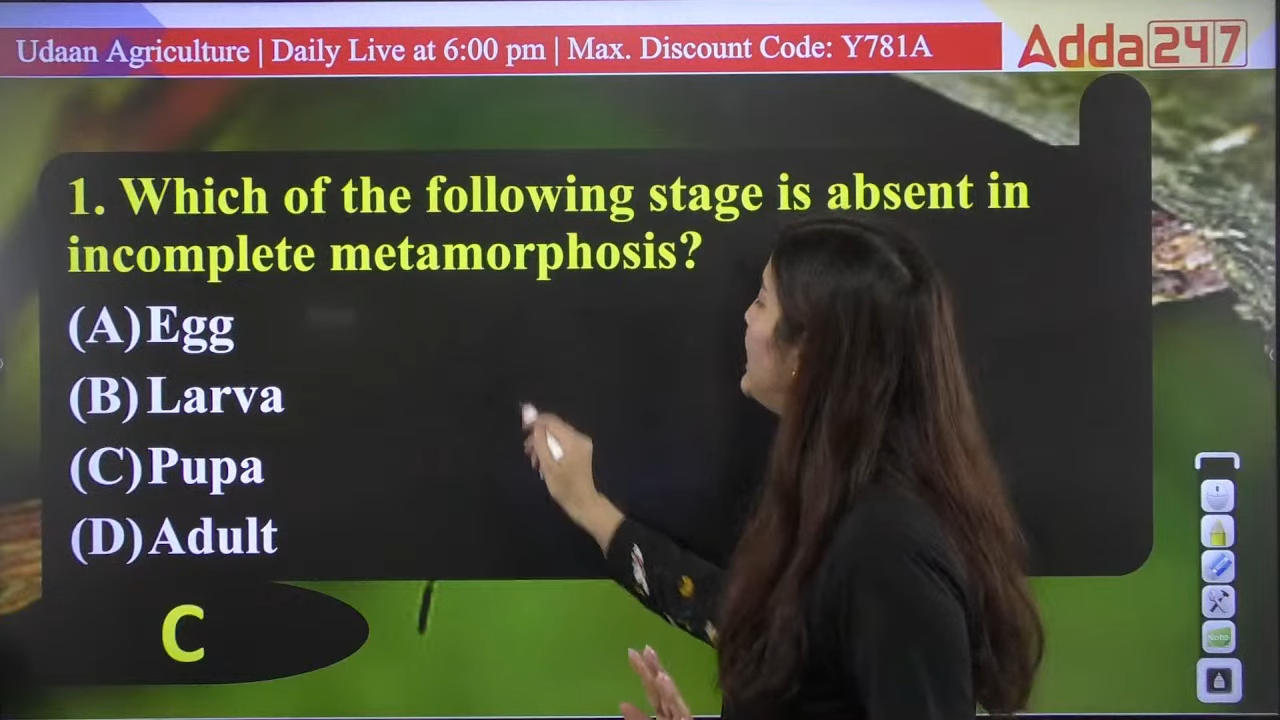 Udaan Agriculture | Daily Live at 6:00 pm | Max. Discount Code: Y781A
Adda247
1. Which of the following stage is absent in
incomplete metamorphosis?
(A) Egg
(B) Larva
(C) Pupa
(D) Adult
C
Note